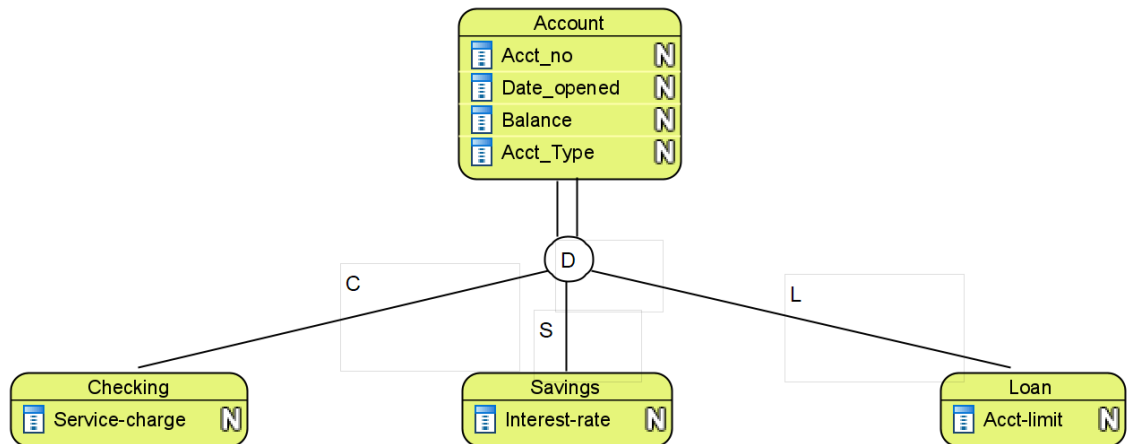 Account
Acct_no N
Date_opened N
Balance N
Acct_Type N
D
C
S
L
Checking
Service-charge N
Savings
Interest-rate N
Loan
Acct-limit N